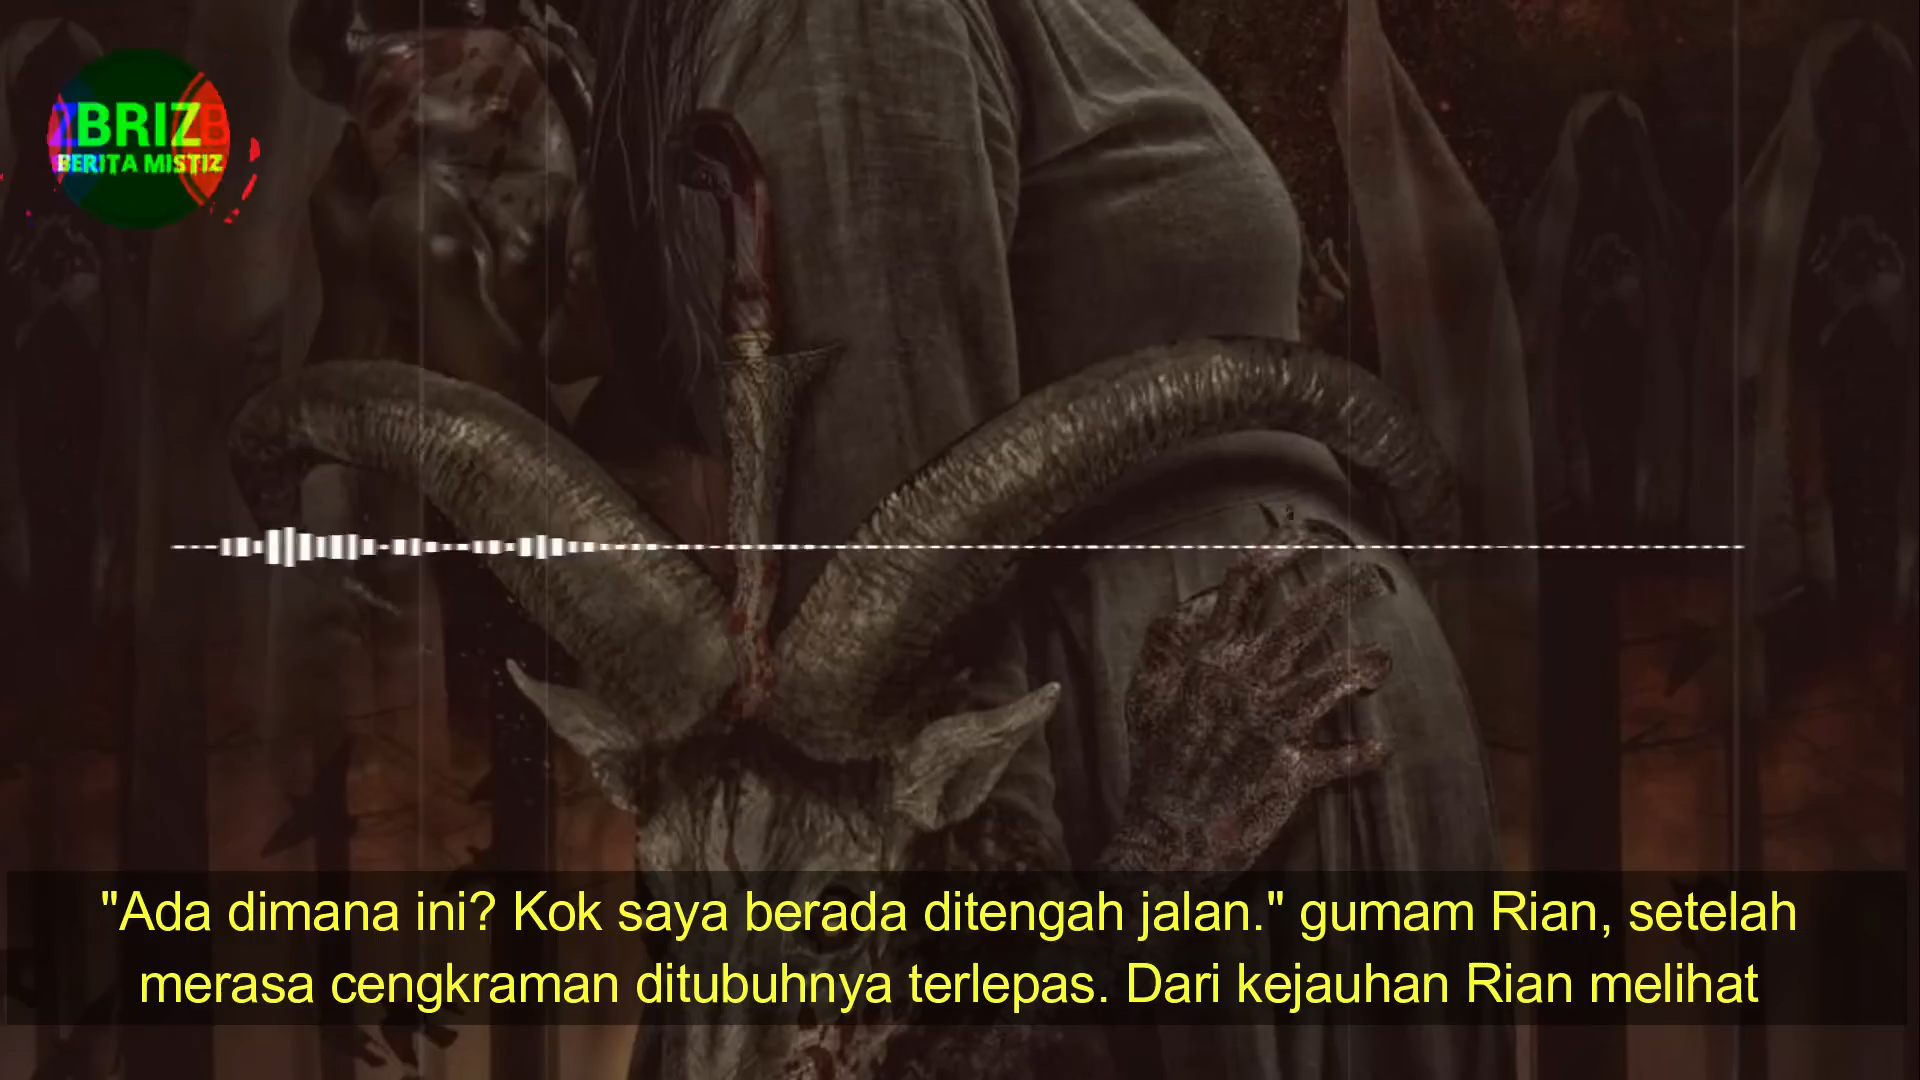 ZBRIZB
BERITA MISTIZ
"Ada dimana ini? Kok saya berada ditengah jalan." gumam Rian, setelah
merasa cengkraman ditubuhnya terlepas. Dari kejauhan Rian melihat